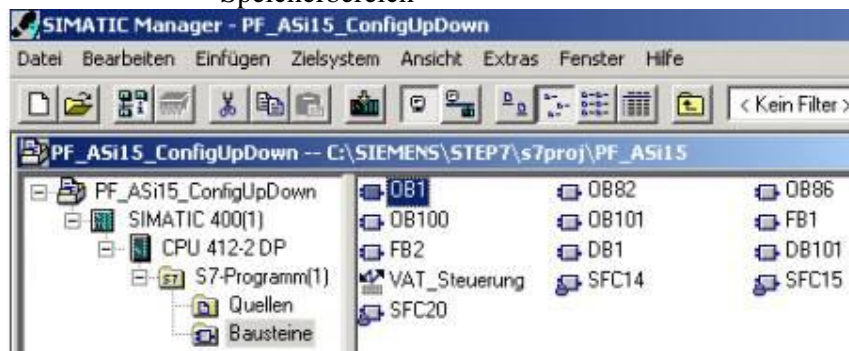 Speicherbereich
SIMATIC Manager - PF_ASi15_ConfigUpDown
Datei Bearbeiten Einfügen Zielsystem Ansicht Extras Fenster Hilfe
< Kein Filter >
PF_ASi15_ConfigUpDown -- C:\SIEMENS\STEP7\s7proj\PF_ASi15
PF_ASi15_ConfigUpDown
SIMATIC 400(1)
CPU 412-2 DP
S7-Programm(1)
Quellen
Bausteine
OB1 OB82 OB86
OB100 OB101 FB1
FB2 DB1 DB101
VAT_Steuerung SFC14 SFC15
SFC20